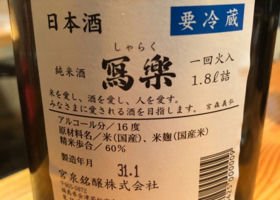 日本酒
要冷蔵
しゃらく
純米酒 寫樂 一回火入
1.8ℓ詰
米を愛し、酒を愛し、人を愛す。
みなさまに愛される酒を目指します。 宮森義弘
アルコール分/16度
原材料名/米(国産)、米麹(国産米)
精米歩合/60%
製造年月 31.1
宮泉銘醸株式会社